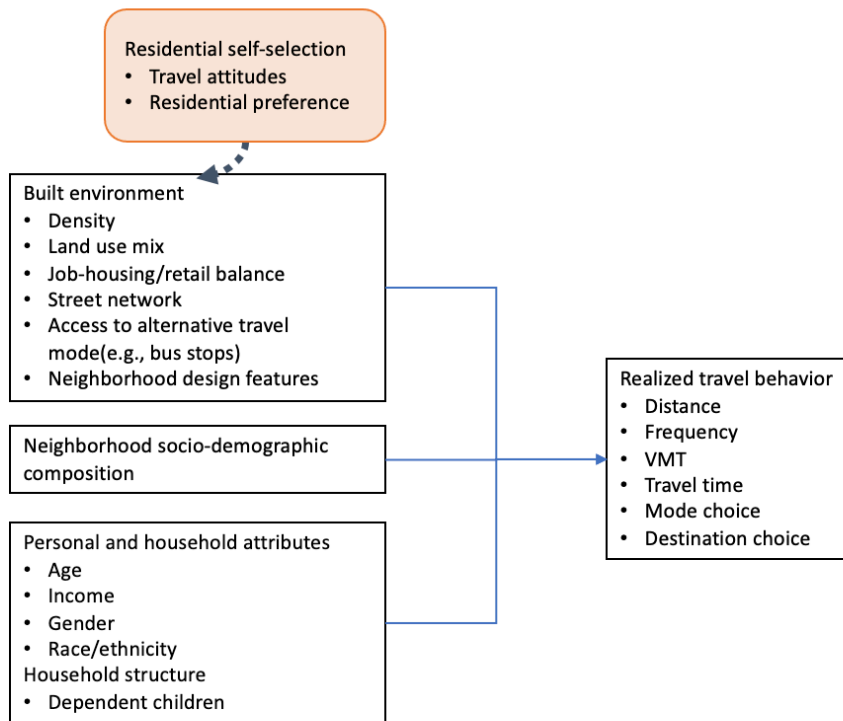 Residential self-selection
• Travel attitudes
• Residential preference
Built environment
• Density
• Land use mix
• Job-housing/retail balance
• Street network
• Access to alternative travel
mode(e.g., bus stops)
• Neighborhood design features
Neighborhood socio-demographic
composition
Personal and household attributes
• Age
• Income
• Gender
• Race/ethnicity
Household structure
• Dependent children
Realized travel behavior
• Distance
• Frequency
• VMT
• Travel time
• Mode choice
• Destination choice